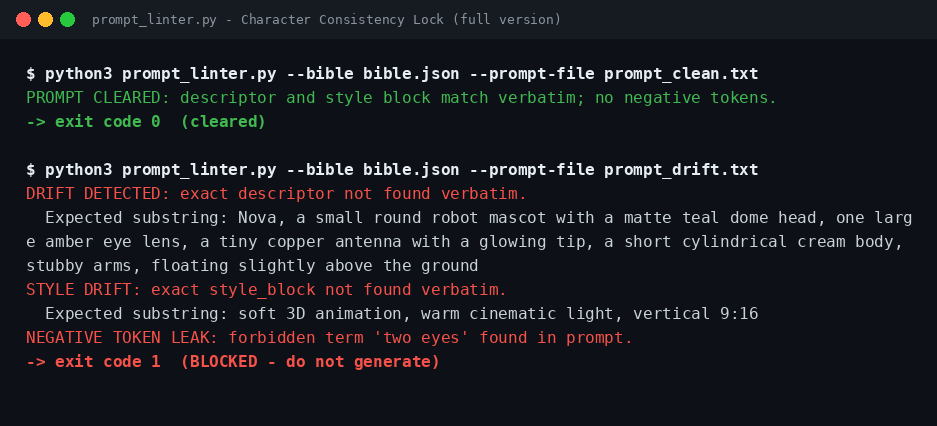 prompt_linter.py - Character Consistency Lock (full version)
$ python3 prompt_linter.py --bible bible.json --prompt-file prompt_clean.txt
PROMPT CLEARED: descriptor and style block match verbatim; no negative tokens.
-> exit code 0  (cleared)
$ python3 prompt_linter.py --bible bible.json --prompt-file prompt_drift.txt
DRIFT DETECTED: exact descriptor not found verbatim.
  Expected substring: Nova, a small round robot mascot with a matte teal dome head, one larg
e amber eye lens, a tiny copper antenna with a glowing tip, a short cylindrical cream body,
stubby arms, floating slightly above the ground
STYLE DRIFT: exact style_block not found verbatim.
  Expected substring: soft 3D animation, warm cinematic light, vertical 9:16
NEGATIVE TOKEN LEAK: forbidden term 'two eyes' found in prompt.
-> exit code 1  (BLOCKED - do not generate)